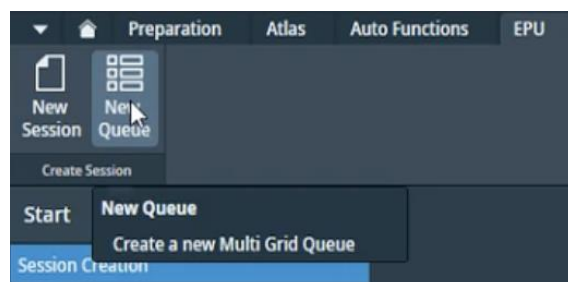 Preparation Atlas Auto Functions EPU
New Session
New Queue
Create Session
Start
New Queue
Create a new Multi Grid Queue
Session Creation